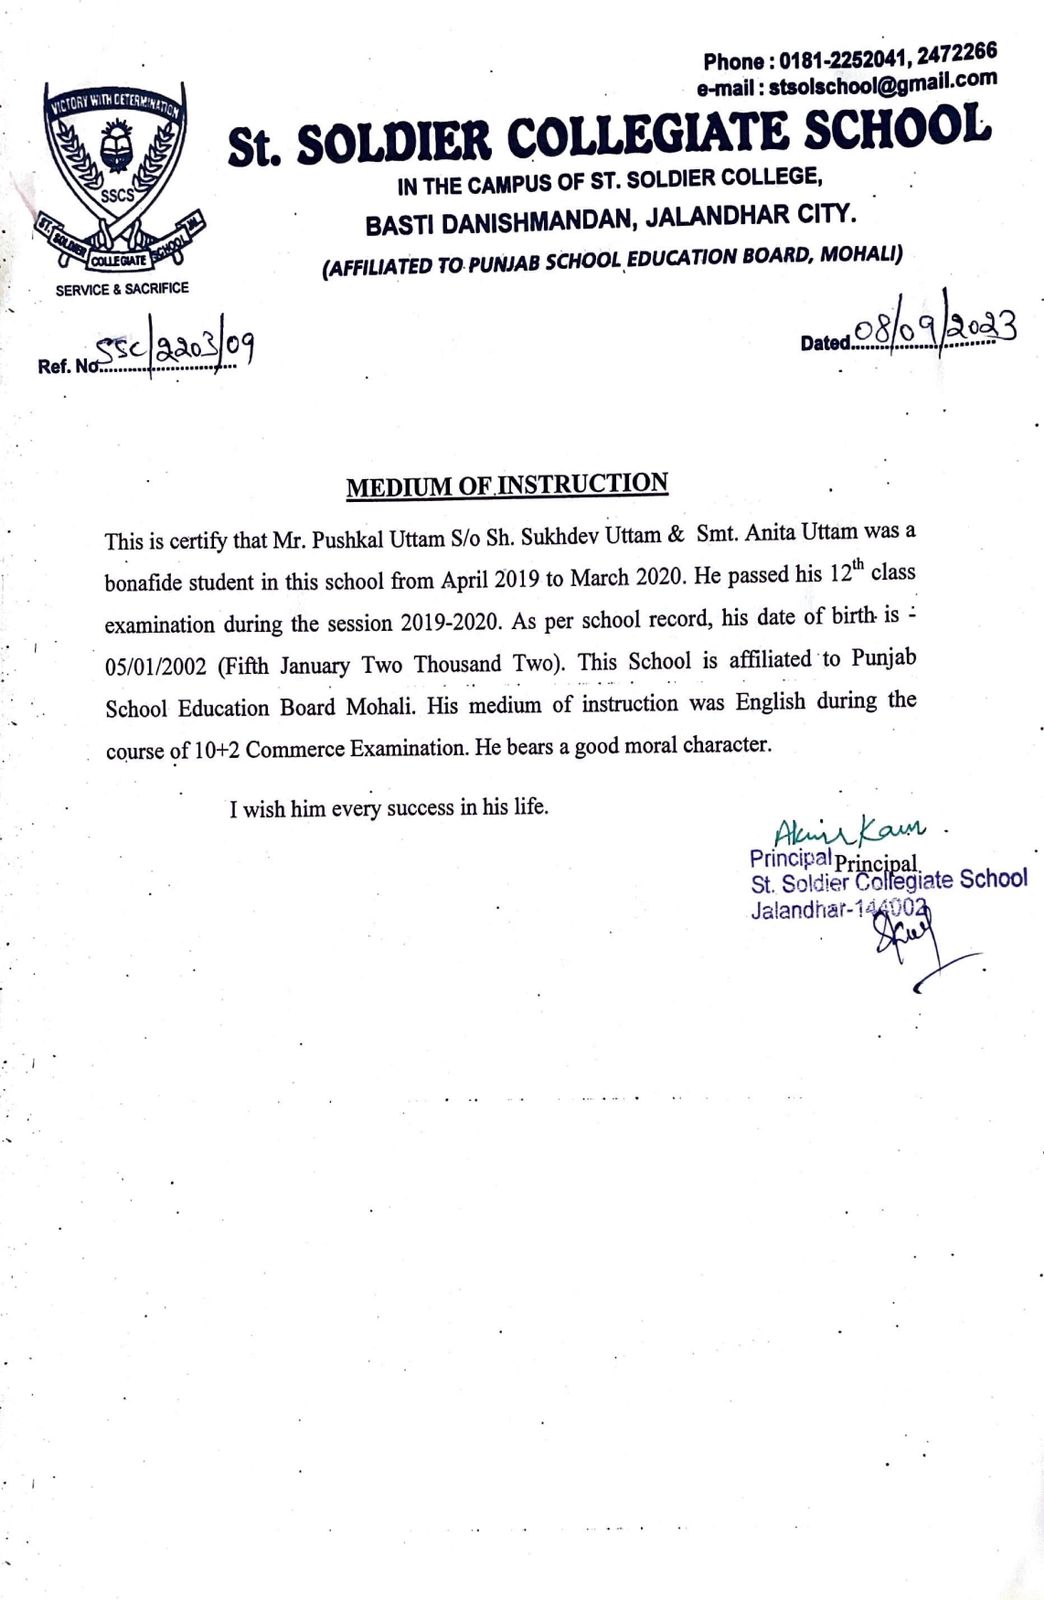 Phone : 0181-2252041, 2472266
e-mail : stsolschool@gmail.com
VICTORY WITH DETERMINATION
SSCS
ST. SOLDIER COLLEGIATE SCHOOL JAL
SERVICE & SACRIFICE
St. SOLDIER COLLEGIATE SCHOOL
IN THE CAMPUS OF ST. SOLDIER COLLEGE,
BASTI DANISHMANDAN, JALANDHAR CITY.
(AFFILIATED TO PUNJAB SCHOOL EDUCATION BOARD, MOHALI)
Ref. No. SSC/2203/09
Dated 08/09/2023
MEDIUM OF INSTRUCTION
This is certify that Mr. Pushkal Uttam S/o Sh. Sukhdev Uttam & Smt. Anita Uttam was a
bonafide student in this school from April 2019 to March 2020. He passed his 12th class
examination during the session 2019-2020. As per school record, his date of birth is -
05/01/2002 (Fifth January Two Thousand Two). This School is affiliated to Punjab
School Education Board Mohali. His medium of instruction was English during the
course of 10+2 Commerce Examination. He bears a good moral character.
I wish him every success in his life.
Principal Principal
St. Soldier Collegiate School
Jalandhar-144002